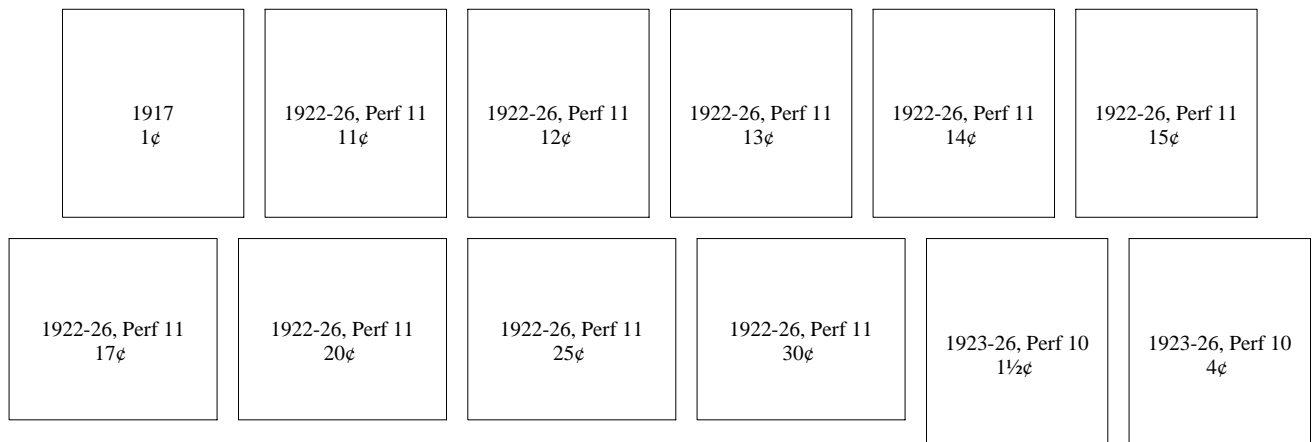 1917
1¢
1922-26, Perf 11
11¢
1922-26, Perf 11
12¢
1922-26, Perf 11
13¢
1922-26, Perf 11
14¢
1922-26, Perf 11
15¢
1922-26, Perf 11
17¢
1922-26, Perf 11
20¢
1922-26, Perf 11
25¢
1922-26, Perf 11
30¢
1923-26, Perf 10
1½¢
1923-26, Perf 10
4¢